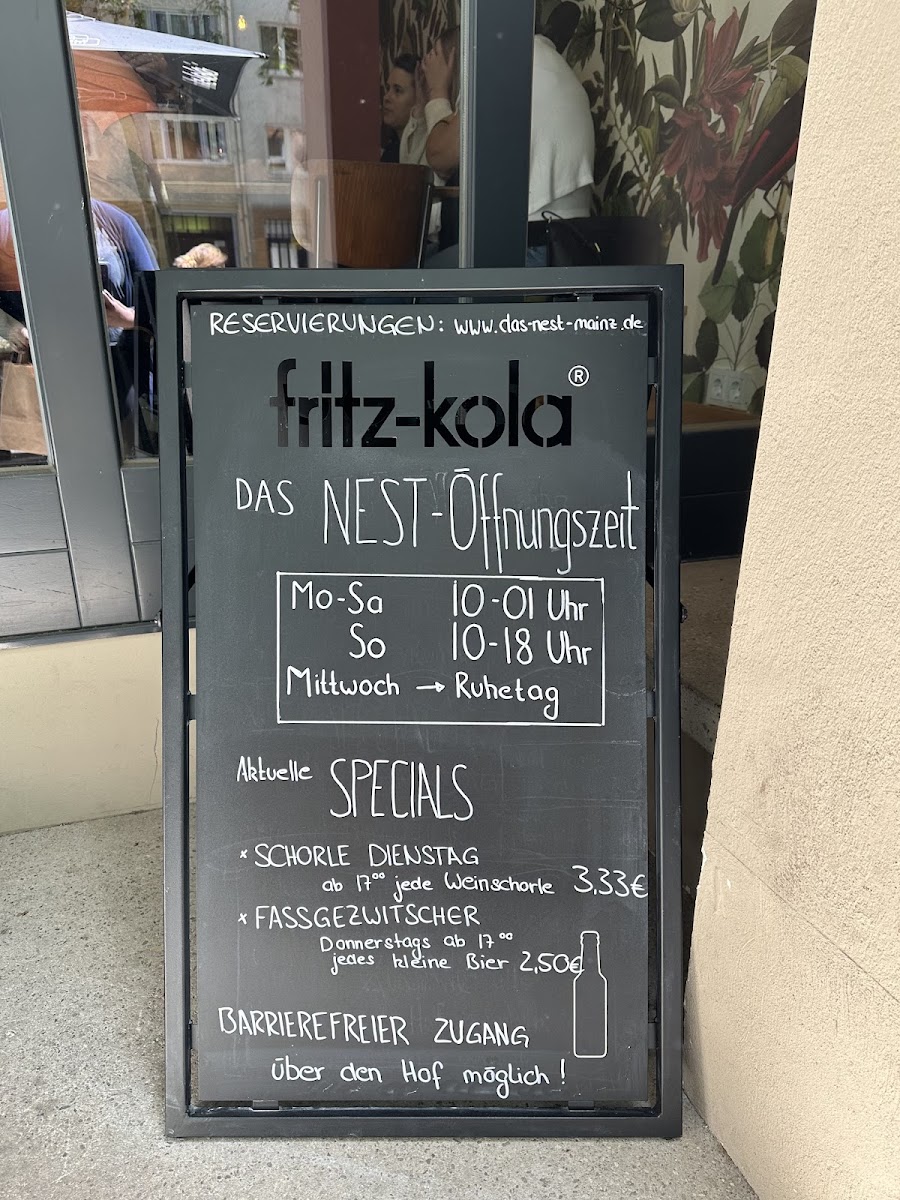 RESERVIERUNGEN: www.das-nest-mainz.de
fritz-kola®
DAS NEST-Öffnungszeit
Mo-Sa 10-01 Uhr
So 10-18 Uhr
Mittwoch → Ruhetag
Aktuelle SPECIALS
* SCHORLE DIENSTAG
ab 17⁰⁰ jede Weinschorle 3,33€
* FASSGEZWITSCHER
Donnerstags ab 17⁰⁰
jedes kleine Bier 2,50€
BARRIEREFREIER ZUGANG
über den Hof möglich!